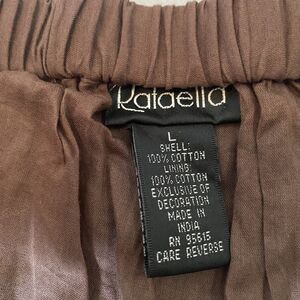 Rafaella
L
SHELL:
100% COTTON
LINING:
100% COTTON
EXCLUSIVE OF
DECORATION
MADE IN
INDIA
RN 95615
CARE REVERSE